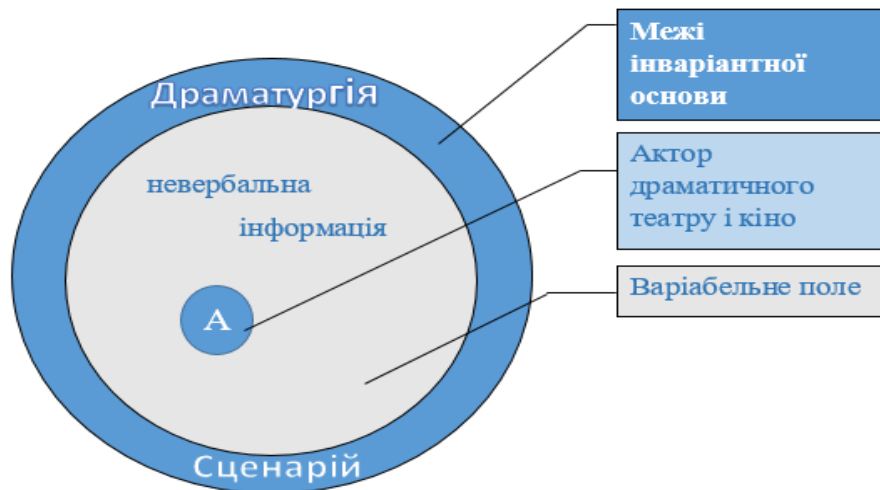 Драматургія
невербальна
інформація
А
Сценарій
Межі
інваріантної
основи
Актор
драматичного
театру і кіно
Варіабельне поле